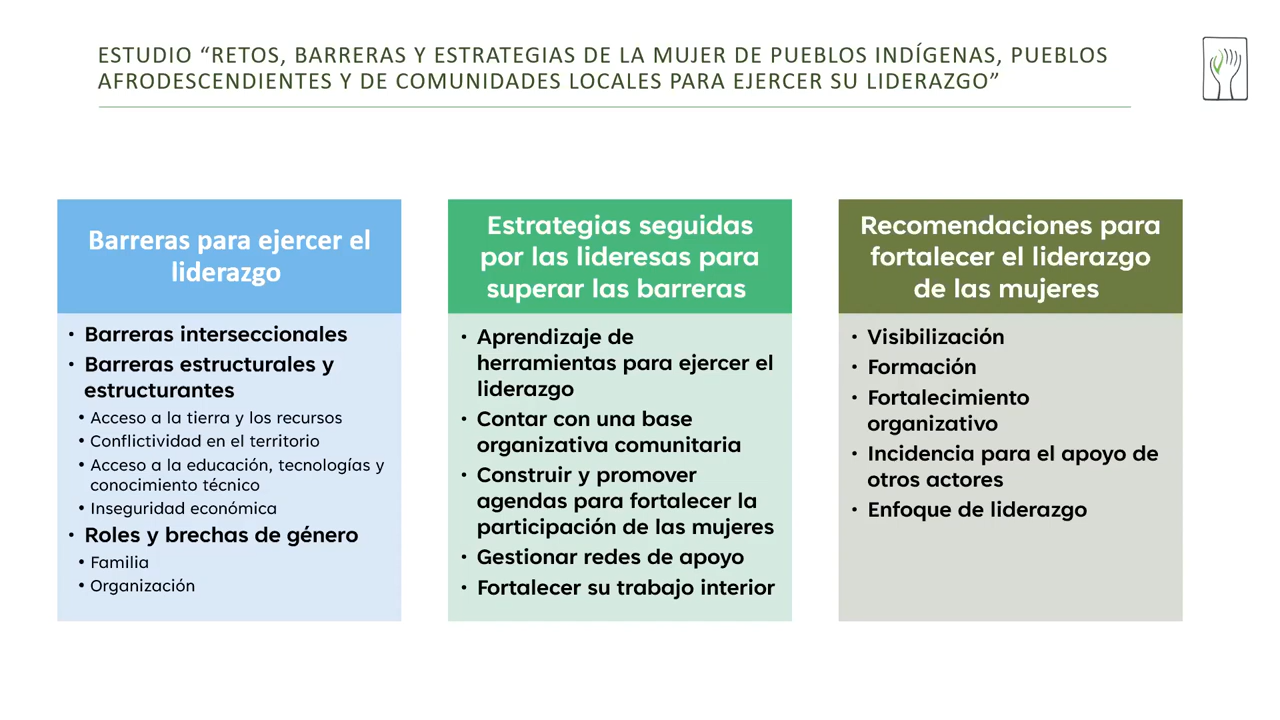 ESTUDIO “RETOS, BARRERAS Y ESTRATEGIAS DE LA MUJER DE PUEBLOS INDÍGENAS, PUEBLOS
AFRODESCENDIENTES Y DE COMUNIDADES LOCALES PARA EJERCER SU LIDERAZGO”
Barreras para ejercer el
liderazgo
• Barreras interseccionales
• Barreras estructurales y
estructurantes
• Acceso a la tierra y los recursos
• Conflictividad en el territorio
• Acceso a la educación, tecnologías y
conocimiento técnico
• Inseguridad económica
• Roles y brechas de género
• Familia
• Organización
Estrategias seguidas
por las lideresas para
superar las barreras
• Aprendizaje de
herramientas para ejercer el
liderazgo
• Contar con una base
organizativa comunitaria
• Construir y promover
agendas para fortalecer la
participación de las mujeres
• Gestionar redes de apoyo
• Fortalecer su trabajo interior
Recomendaciones para
fortalecer el liderazgo
de las mujeres
• Visibilización
• Formación
• Fortalecimiento
organizativo
• Incidencia para el apoyo de
otros actores
• Enfoque de liderazgo